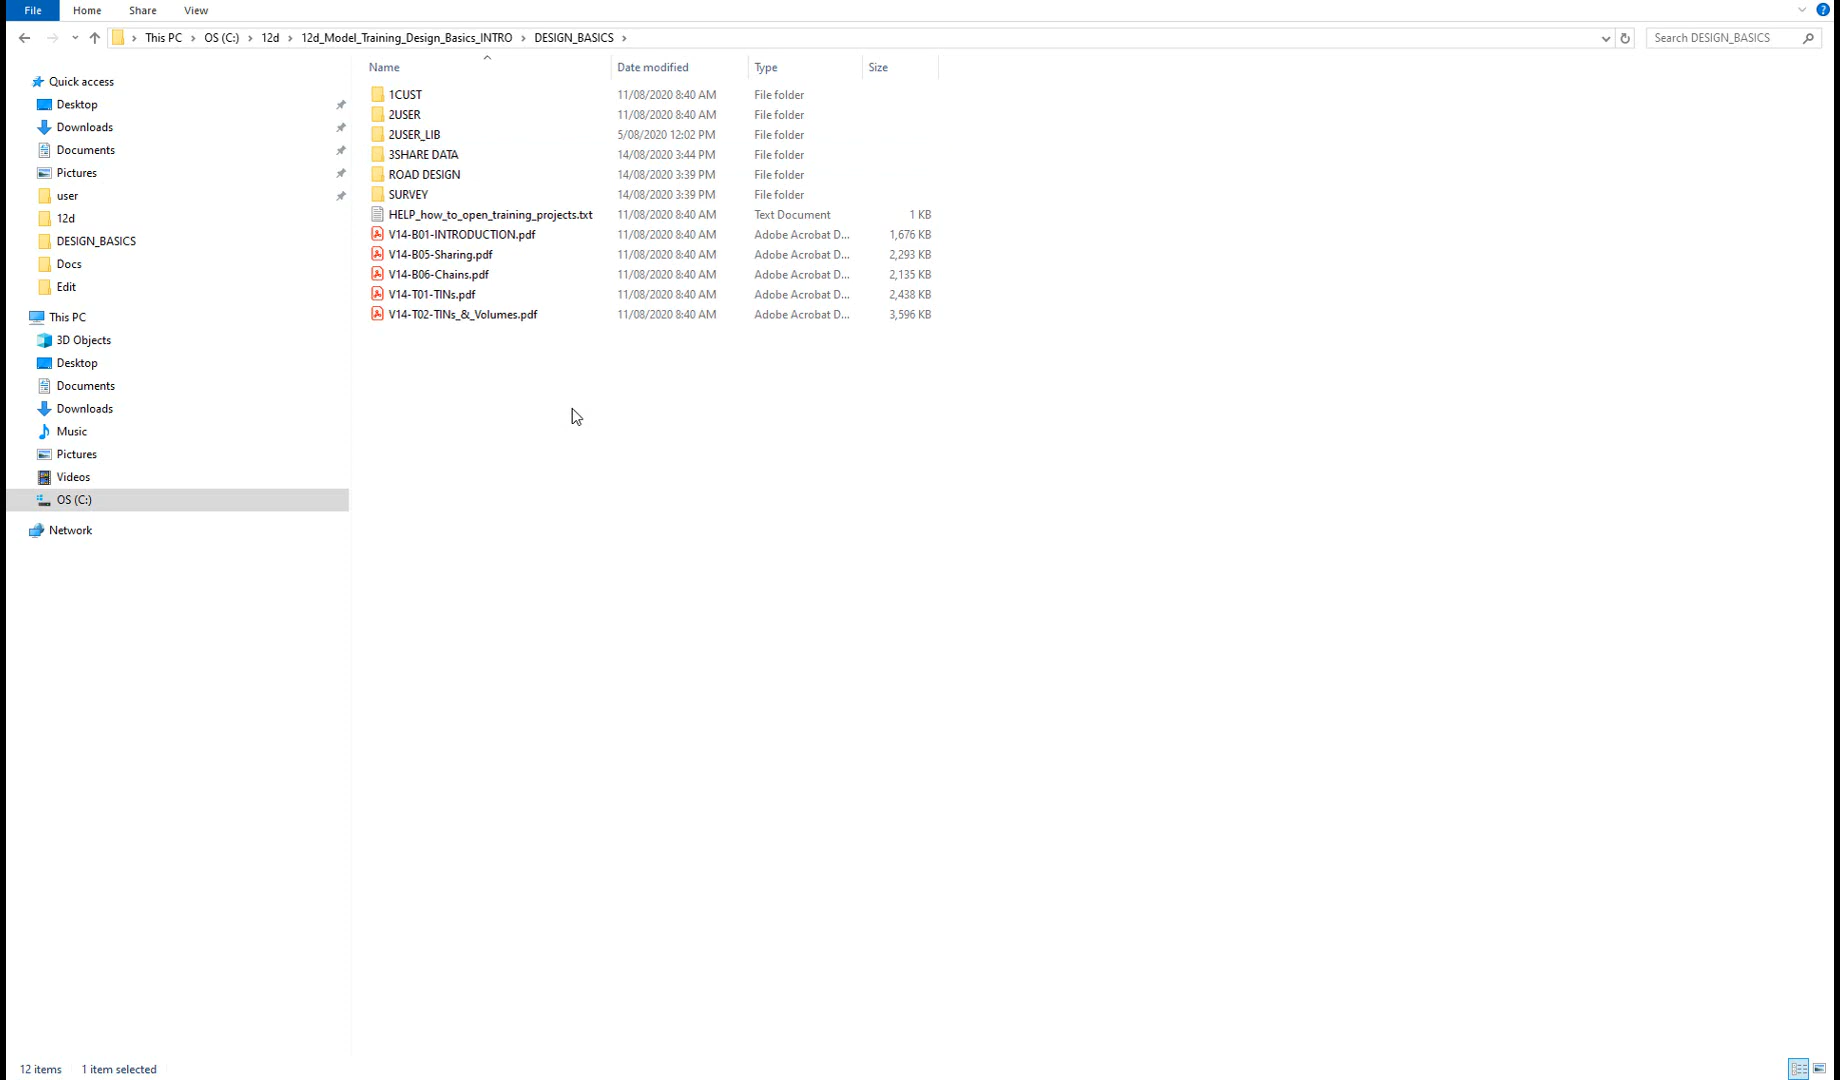 File Home Share View
This PC > OS (C:) > 12d > 12d_Model_Training_Design_Basics_INTRO > DESIGN_BASICS >
Search DESIGN_BASICS
Name Date modified Type Size
Quick access
Desktop
Downloads
Documents
Pictures
user
12d
DESIGN_BASICS
Docs
Edit
This PC
3D Objects
Desktop
Documents
Downloads
Music
Pictures
Videos
OS (C:)
Network
1CUST 11/08/2020 8:40 AM File folder
2USER 11/08/2020 8:40 AM File folder
2USER_LIB 5/08/2020 12:02 PM File folder
3SHARE DATA 14/08/2020 3:44 PM File folder
ROAD DESIGN 14/08/2020 3:39 PM File folder
SURVEY 14/08/2020 3:39 PM File folder
HELP_how_to_open_training_projects.txt 11/08/2020 8:40 AM Text Document 1 KB
V14-B01-INTRODUCTION.pdf 11/08/2020 8:40 AM Adobe Acrobat D... 1,676 KB
V14-B05-Sharing.pdf 11/08/2020 8:40 AM Adobe Acrobat D... 2,293 KB
V14-B06-Chains.pdf 11/08/2020 8:40 AM Adobe Acrobat D... 2,135 KB
V14-T01-TINs.pdf 11/08/2020 8:40 AM Adobe Acrobat D... 2,438 KB
V14-T02-TINs_&_Volumes.pdf 11/08/2020 8:40 AM Adobe Acrobat D... 3,596 KB
12 items 1 item selected